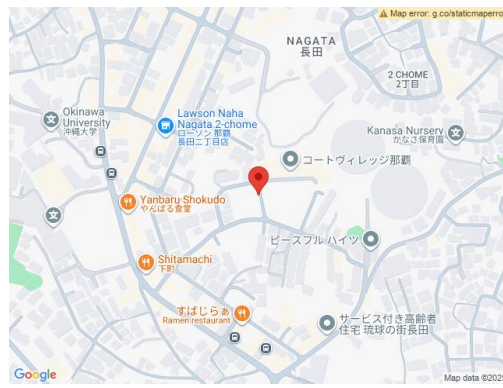 Map error: g.co/staticmaperro
NAGATA
長田
2 CHOME
2丁目
Okinawa
University
沖縄大学
Lawson Naha
Nagata 2-chome
ローソン 那覇
長田二丁目店
Kanasa Nursery
かなさ保育園
コートヴィレッジ那覇
Yanbaru Shokudo
やんばる食堂
ピースフル ハイツ
Shitamachi
下町
すばじらぁ
Ramen restaurant
サービス付き高齢者
住宅 琉球の街長田
Google
Map data ©202